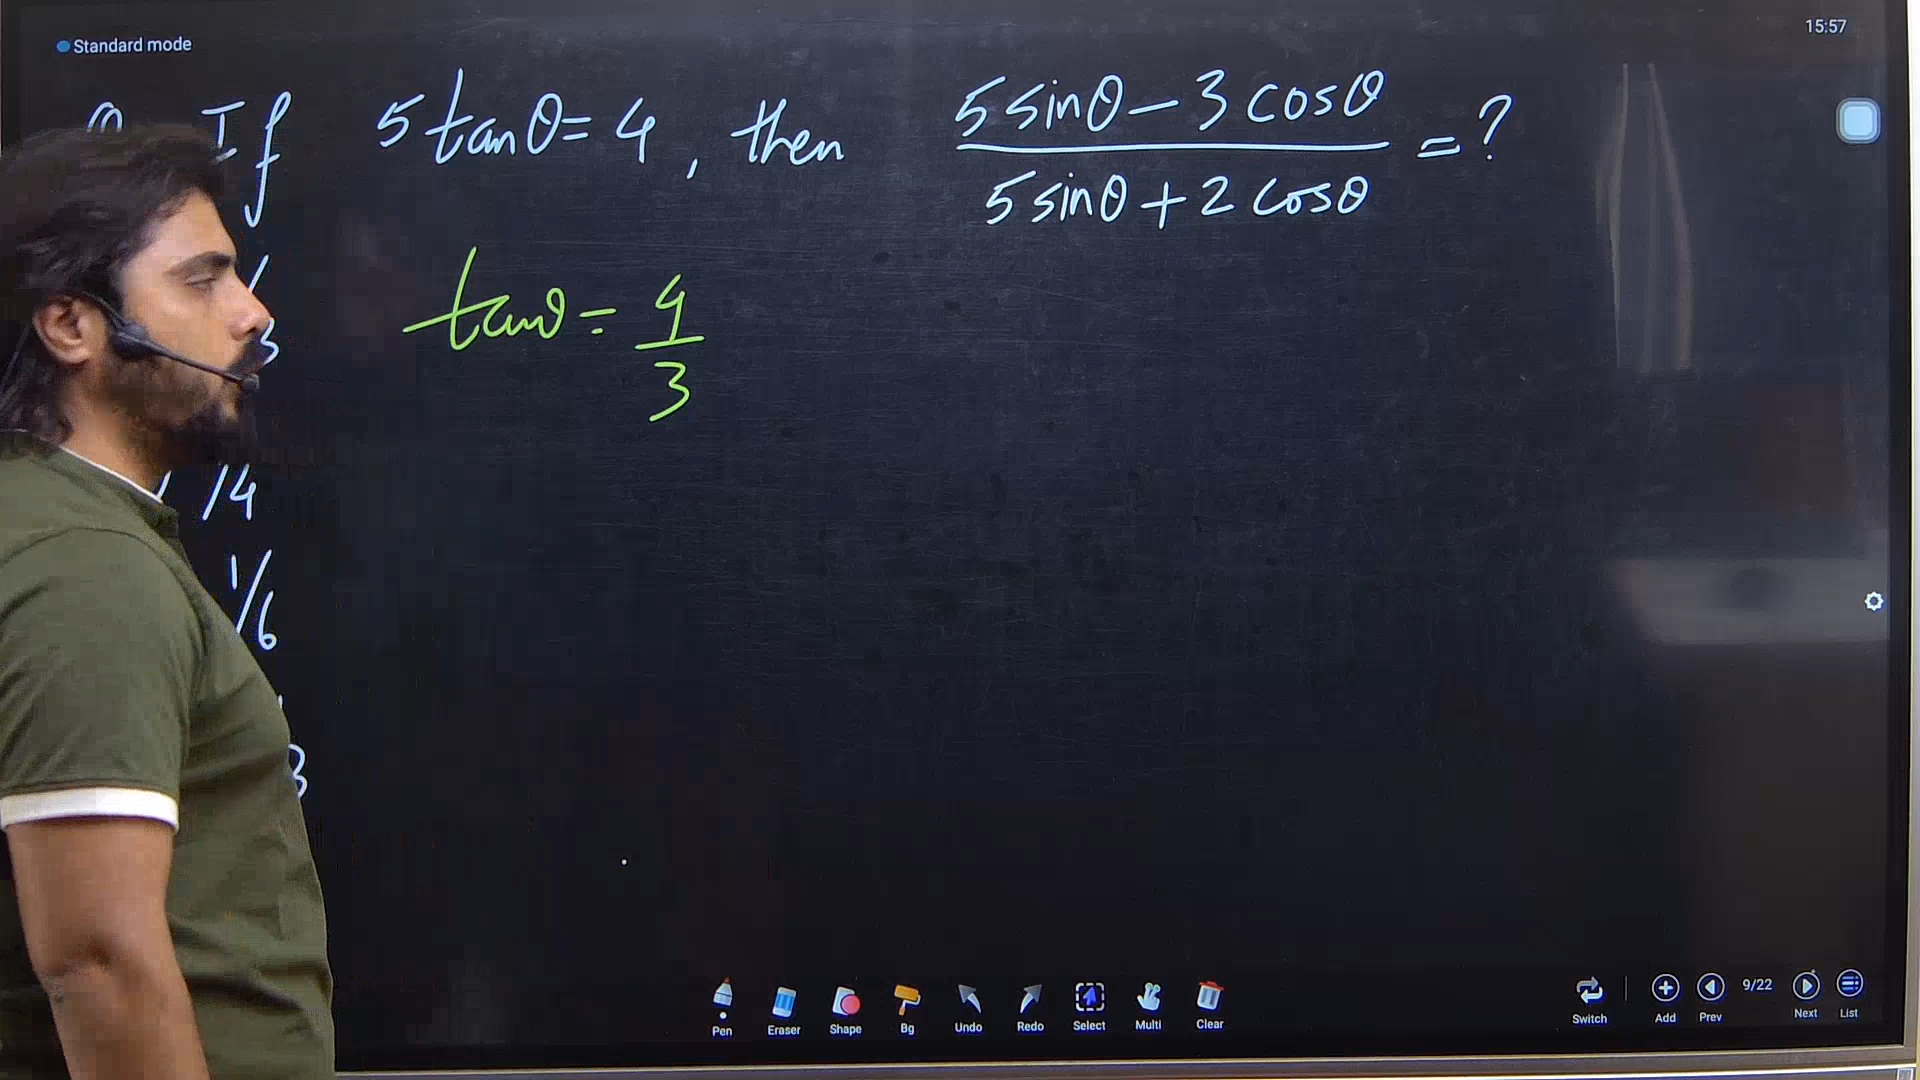 Standard mode
15:57
Q If 5 tanθ = 4, then (5 sinθ − 3 cosθ)/(5 sinθ + 2 cosθ) = ?
tanθ = 4/3
3
/4
1/6
3
Pen Eraser Shape Bg Undo Redo Select Multi Clear Switch Add Prev 9/22 Next List